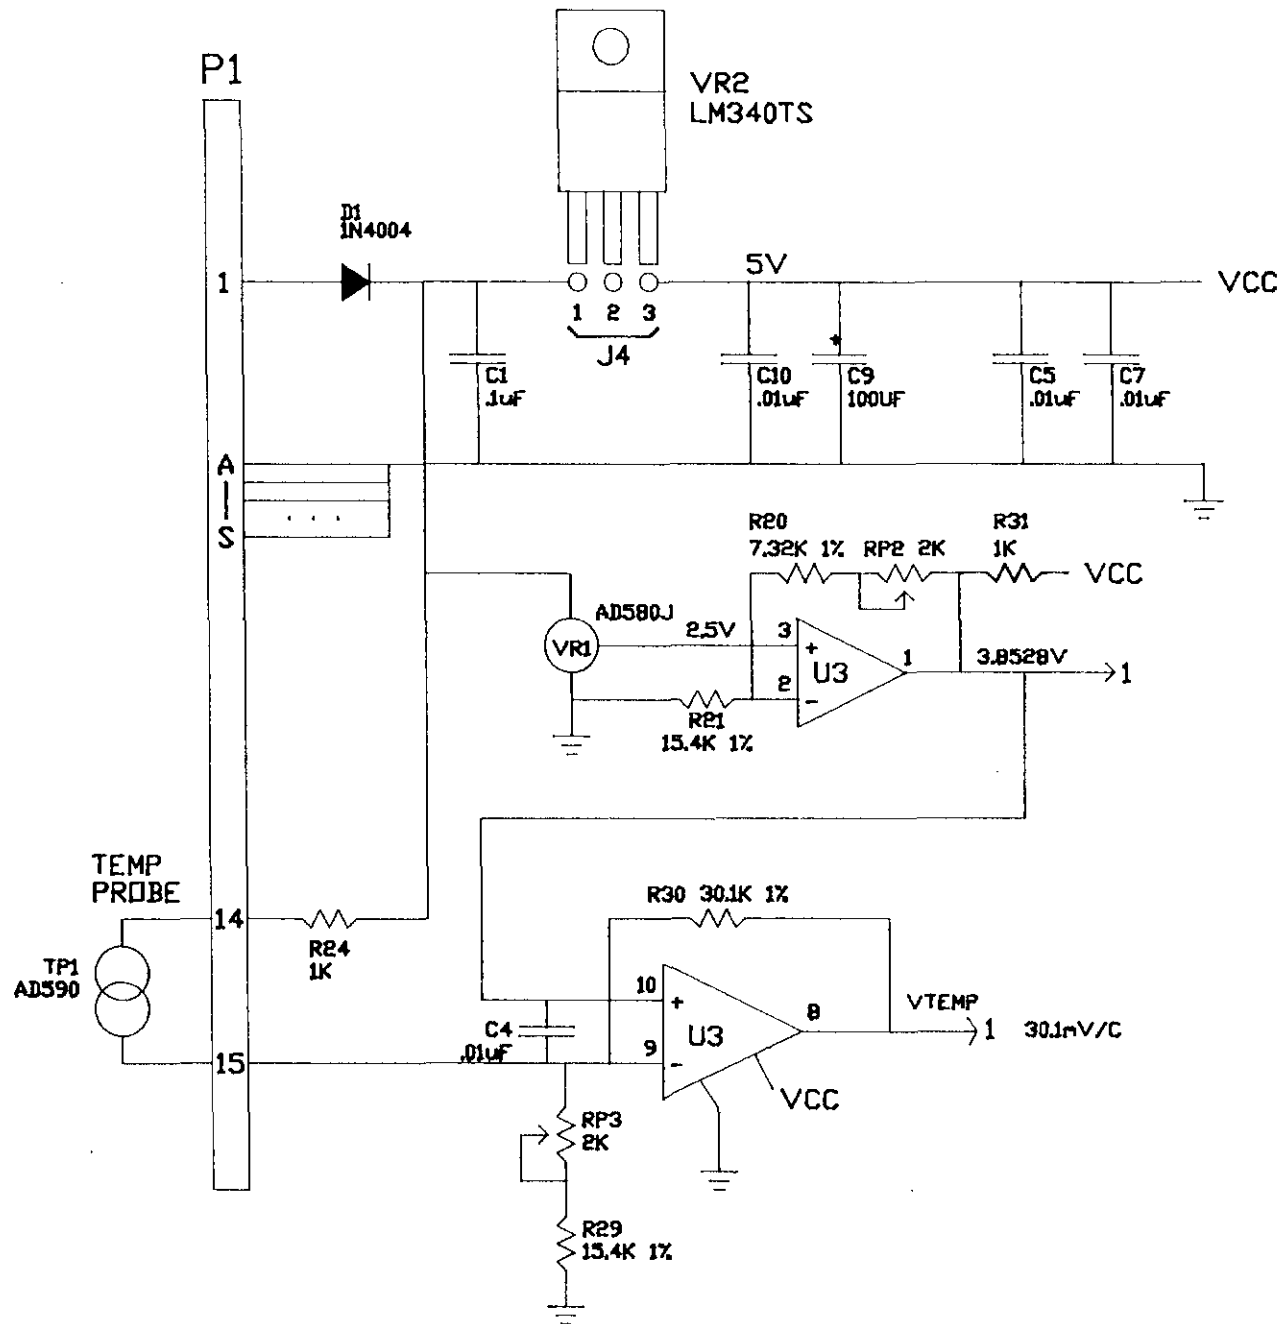 P1
VR2
LM340TS
D1
1N4004
1
5V
VCC
1 2 3
J4
C1
.1uF
C10
.01uF
C9
100UF
C5
.01uF
C7
.01uF
A
S
R20
7.32K 1%
RP2 2K
R31
1K
VCC
AD580J
VR1
2.5V
3
+
U3
1
3.8528V
1
2
-
R21
15.4K 1%
TEMP
PROBE
14
R24
1K
TP1
AD590
R30 30.1K 1%
10
+
U3
8
VTEMP
1
30.1mV/C
C4
.01uF
9
-
15
VCC
RP3
2K
R29
15.4K 1%